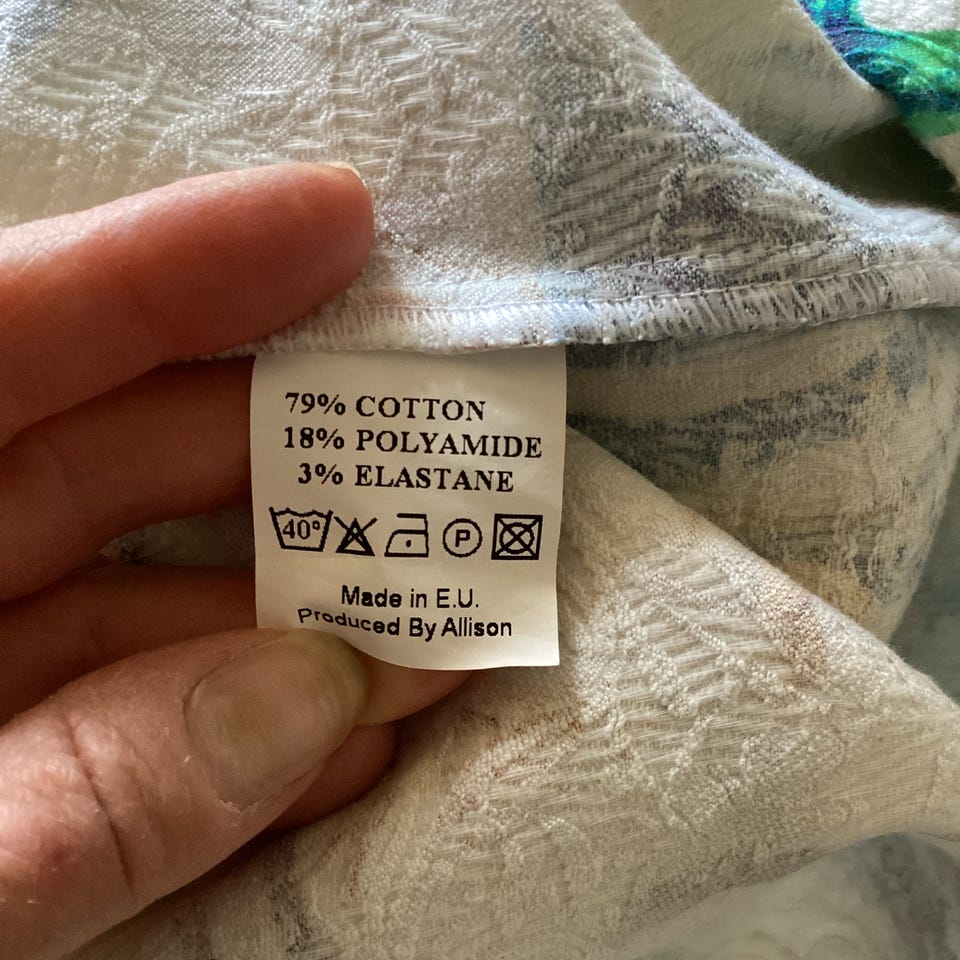 79% COTTON
18% POLYAMIDE
3% ELASTANE
40° P
Made in E.U.
Produced By Allison